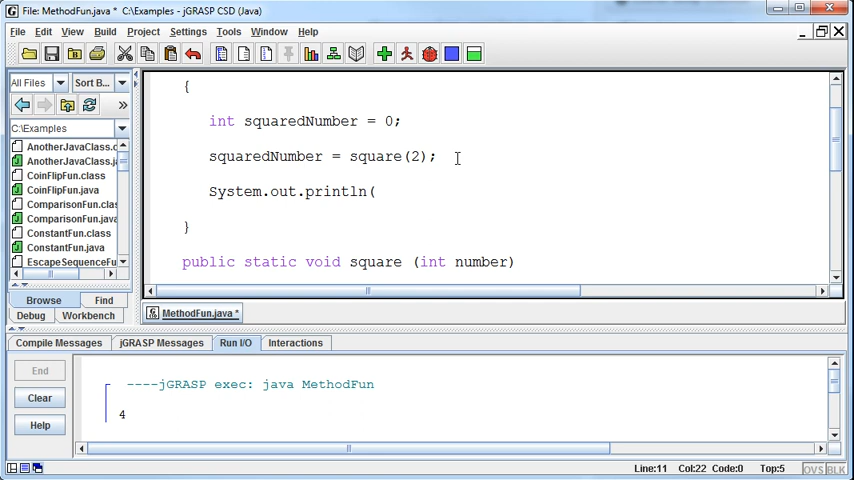 File: MethodFun.java * C:\Examples - jGRASP CSD (Java)
File Edit View Build Project Settings Tools Window Help
All Files Sort B...
C:\Examples
AnotherJavaClass.c
AnotherJavaClass.ja
CoinFlipFun.class
CoinFlipFun.java
ComparisonFun.clas
ComparisonFun.java
ConstantFun.class
ConstantFun.java
EscapeSequenceFu
Browse Find
Debug Workbench
{
int squaredNumber = 0;
squaredNumber = square(2);
System.out.println(
}
public static void square (int number)
MethodFun.java *
Compile Messages jGRASP Messages Run I/O Interactions
End
Clear
Help
----jGRASP exec: java MethodFun
4
Line:11 Col:22 Code:0 Top:5 OVS BLK